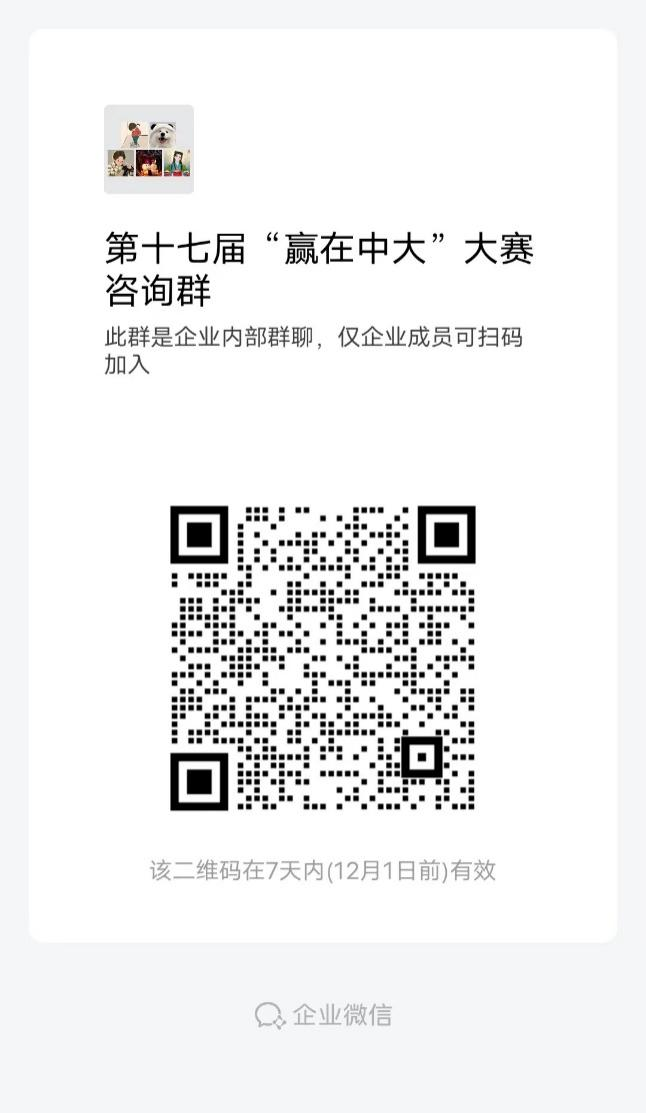 第十七届“赢在中大”大赛
咨询群
此群是企业内部群聊，仅企业成员可扫码
加入
该二维码在7天内(12月1日前)有效
企业微信